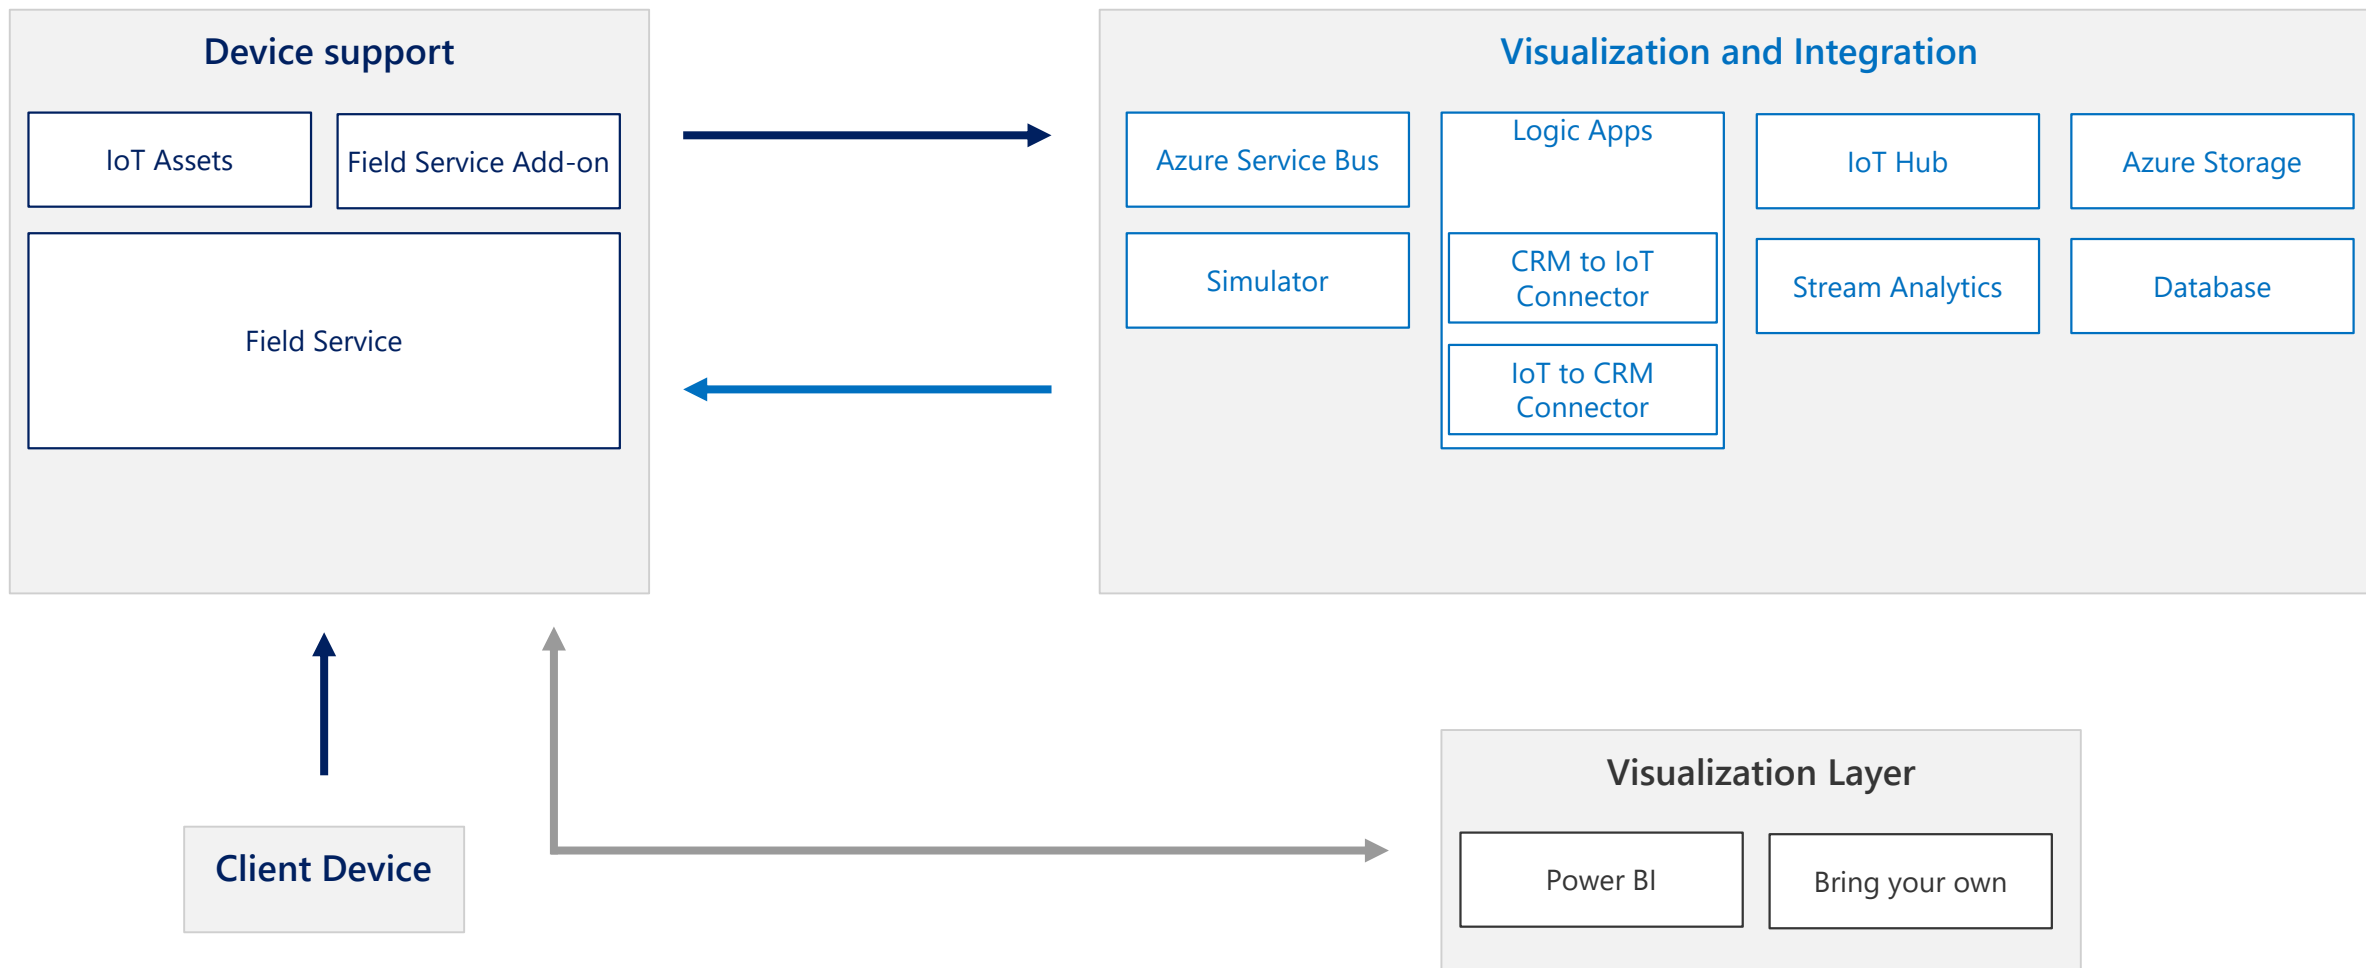 Device support
IoT Assets
Field Service Add-on
Field Service
Visualization and Integration
Azure Service Bus
Logic Apps
IoT Hub
Azure Storage
Simulator
CRM to IoT
Connector
Stream Analytics
Database
IoT to CRM
Connector
Client Device
Visualization Layer
Power BI
Bring your own